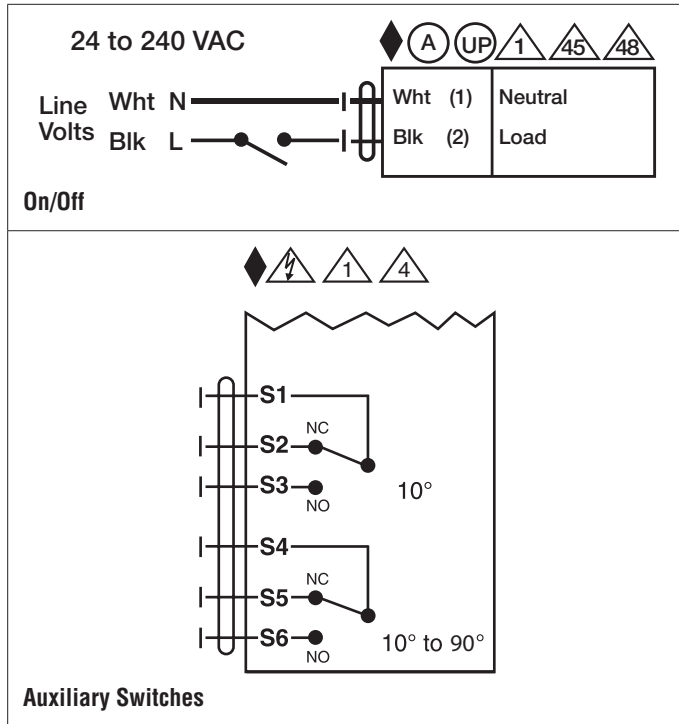 24 to 240 VAC
A UP 1 45 48
Line Volts
Wht N
Blk L
Wht (1) Neutral
Blk (2) Load
On/Off
1 4
S1
NC
S2
S3
NO
10°
S4
NC
S5
S6
NO
10° to 90°
Auxiliary Switches